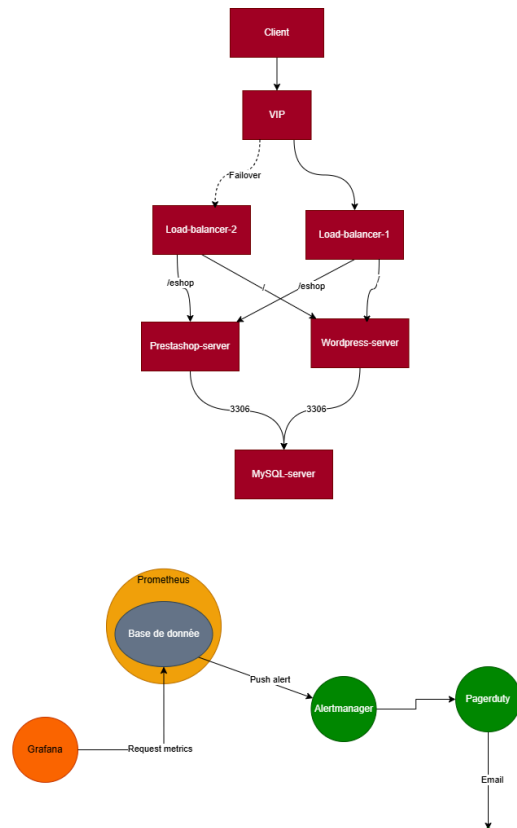 Client
VIP
Failover
Load-balancer-2
Load-balancer-1
/eshop
/
/eshop
/
Prestashop-server
Wordpress-server
3306
3306
MySQL-server
Prometheus
Base de donnèe
Push alert
Alertmanager
Pagerduty
Grafana
Request metrics
Email